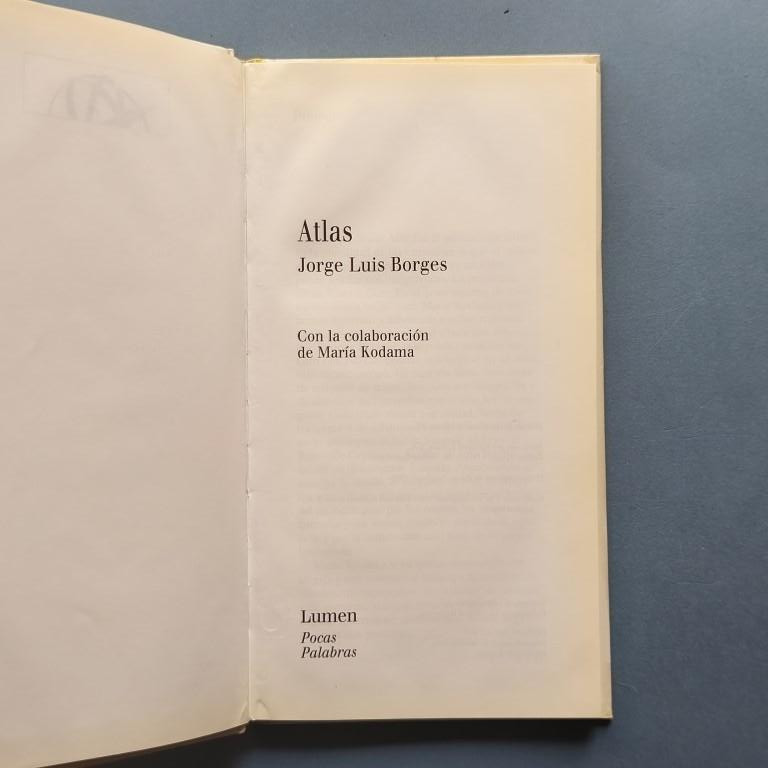 Atlas
Jorge Luis Borges
Con la colaboración
de María Kodama
Lumen
Pocas
Palabras